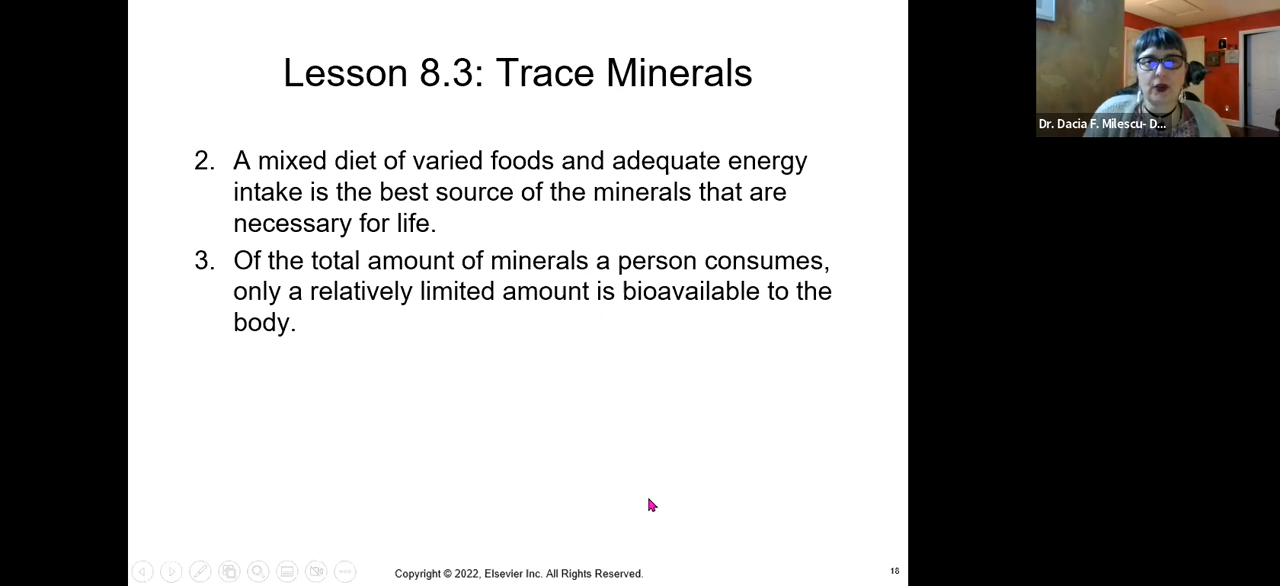 Lesson 8.3: Trace Minerals
2. A mixed diet of varied foods and adequate energy
intake is the best source of the minerals that are
necessary for life.
3. Of the total amount of minerals a person consumes,
only a relatively limited amount is bioavailable to the
body.
Dr. Dacia F. Milescu- D...
Copyright © 2022, Elsevier Inc. All Rights Reserved.
18